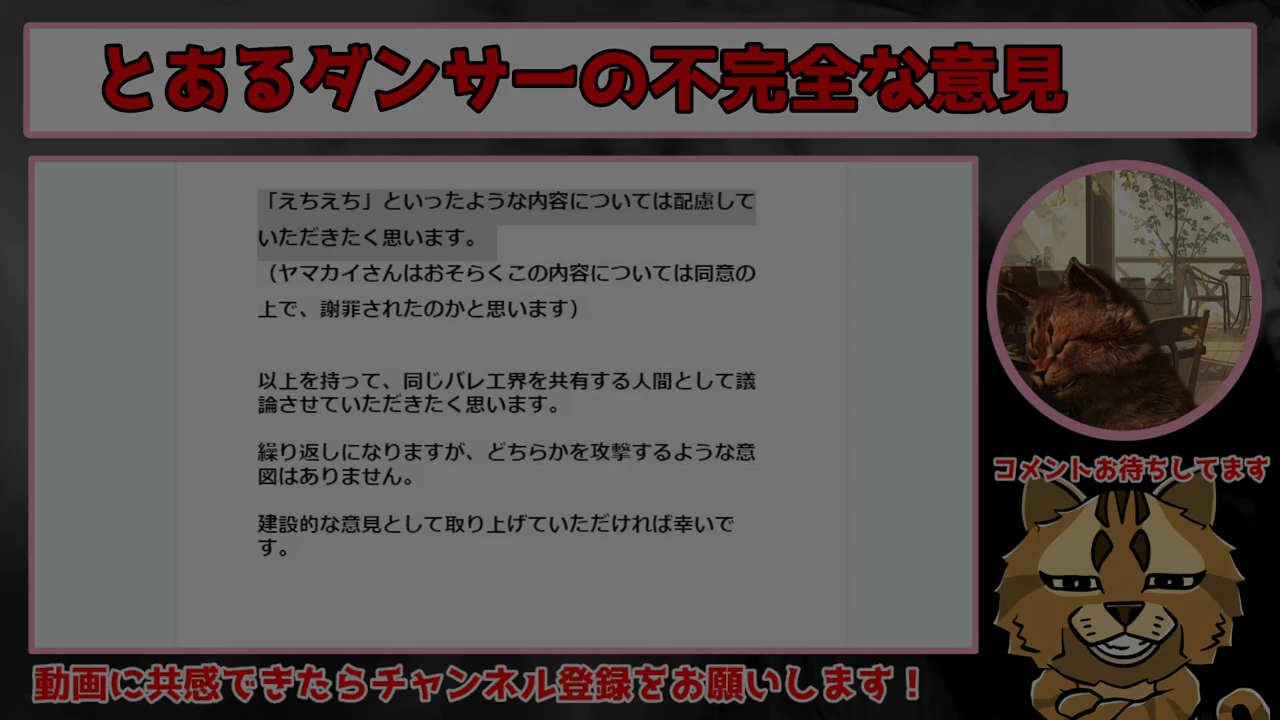 とあるダンサーの不完全な意見
「えちえち」といったような内容については配慮して
いただきたく思います。
（ヤマカイさんはおそらくこの内容については同意の
上で、謝罪されたのかと思います）
以上を持って、同じバレエ界を共有する人間として議
論させていただきたく思います。
繰り返しになりますが、どちらかを攻撃するような意
図はありません。
建設的な意見として取り上げていただければ幸いで
す。
コメントお待ちしてます
動画に共感できたらチャンネル登録をお願いします！